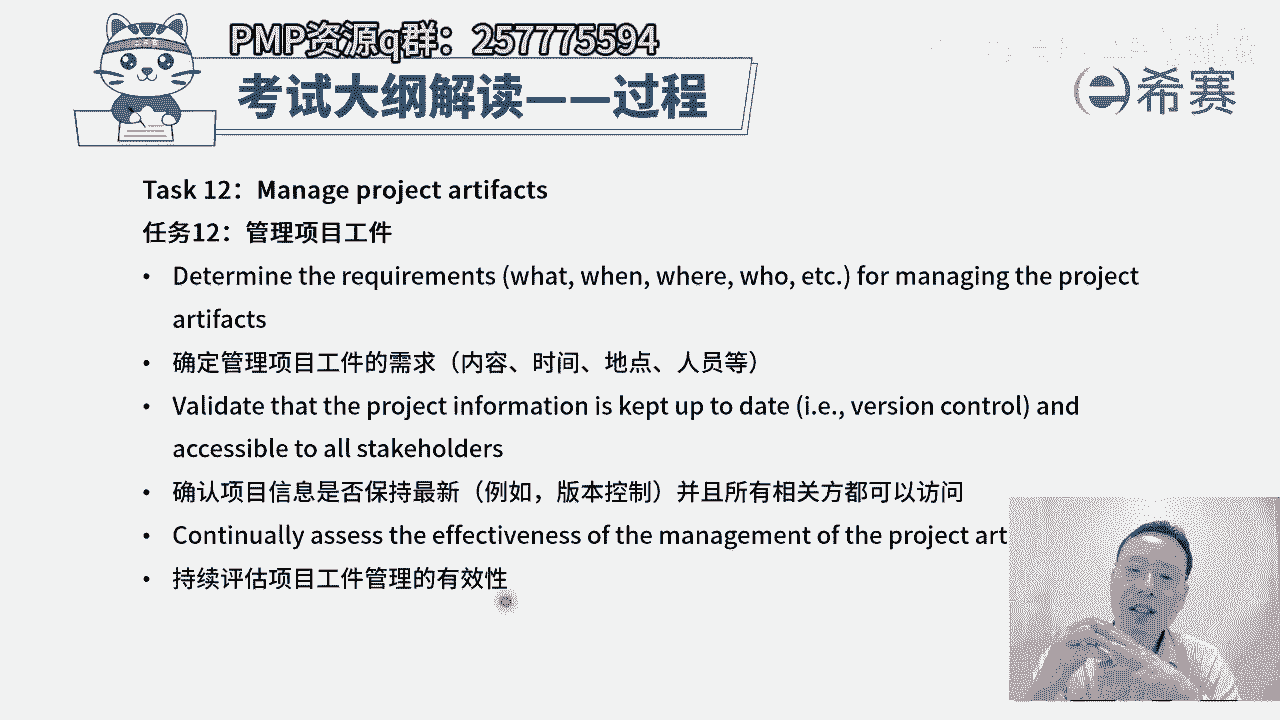 PMP资源q群：257775594
考试大纲解读——过程
希赛
Task 12：Manage project artifacts
任务12：管理项目工件
• Determine the requirements (what, when, where, who, etc.) for managing the project
artifacts
• 确定管理项目工件的需求（内容、时间、地点、人员等）
• Validate that the project information is kept up to date (i.e., version control) and
accessible to all stakeholders
• 确认项目信息是否保持最新（例如，版本控制）并且所有相关方都可以访问
• Continually assess the effectiveness of the management of the project art
• 持续评估项目工件管理的有效性